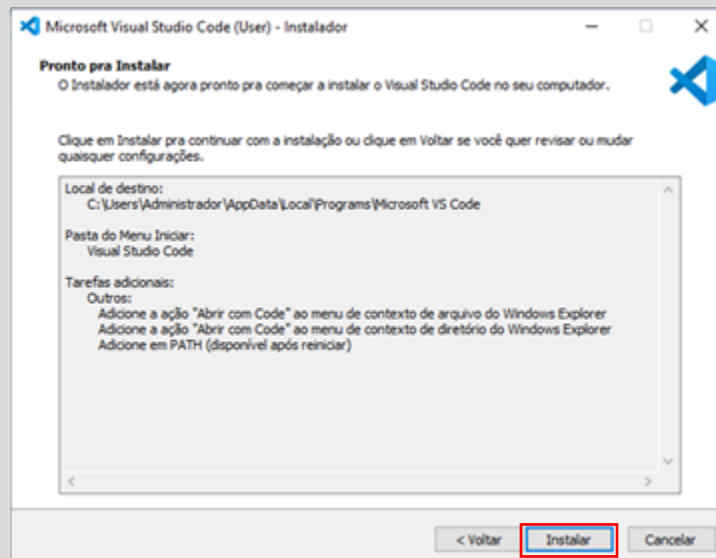 Microsoft Visual Studio Code (User) - Instalador
Pronto pra Instalar
O Instalador está agora pronto pra começar a instalar o Visual Studio Code no seu computador.
Clique em Instalar pra continuar com a instalação ou clique em Voltar se você quer revisar ou mudar
quaisquer configurações.
Local de destino:
C:\Users\Administrador\AppData\Local\Programs\Microsoft VS Code
Pasta do Menu Iniciar:
Visual Studio Code
Tarefas adicionais:
Outros:
Adicione a ação "Abrir com Code" ao menu de contexto de arquivo do Windows Explorer
Adicione a ação "Abrir com Code" ao menu de contexto de diretório do Windows Explorer
Adicione em PATH (disponível após reiniciar)
< Voltar Instalar Cancelar